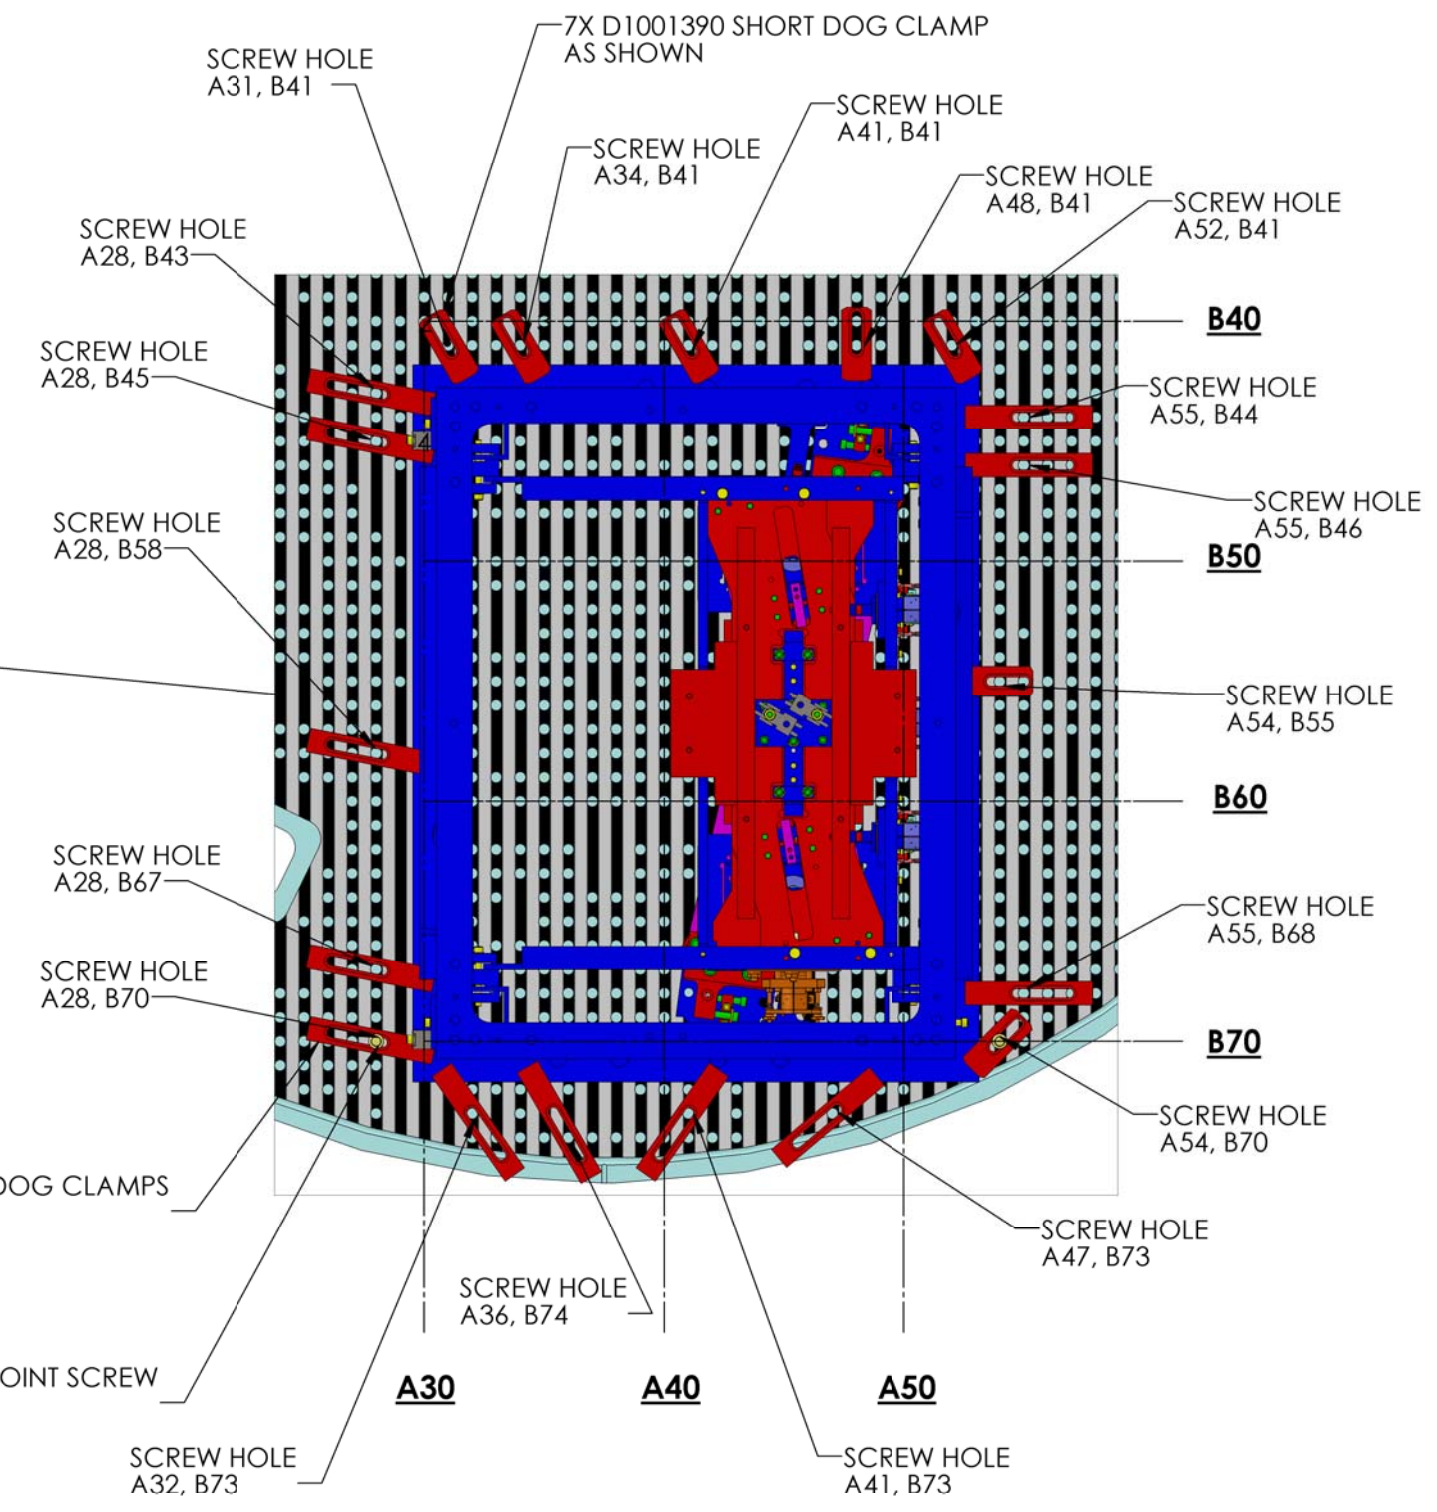 7X D1001390 SHORT DOG CLAMP
AS SHOWN
SCREW HOLE
A31, B41
SCREW HOLE
A41, B41
SCREW HOLE
A34, B41
SCREW HOLE
A48, B41
SCREW HOLE
A52, B41
SCREW HOLE
A28, B43
B40
SCREW HOLE
A28, B45
SCREW HOLE
A55, B44
4
SCREW HOLE
A55, B46
SCREW HOLE
A28, B58
B50
SCREW HOLE
A54, B55
B60
SCREW HOLE
A28, B67
SCREW HOLE
A55, B68
SCREW HOLE
A28, B70
B70
SCREW HOLE
A54, B70
DOG CLAMPS
SCREW HOLE
A47, B73
SCREW HOLE
A36, B74
OINT SCREW
A30
A40
A50
SCREW HOLE
A32, B73
SCREW HOLE
A41, B73